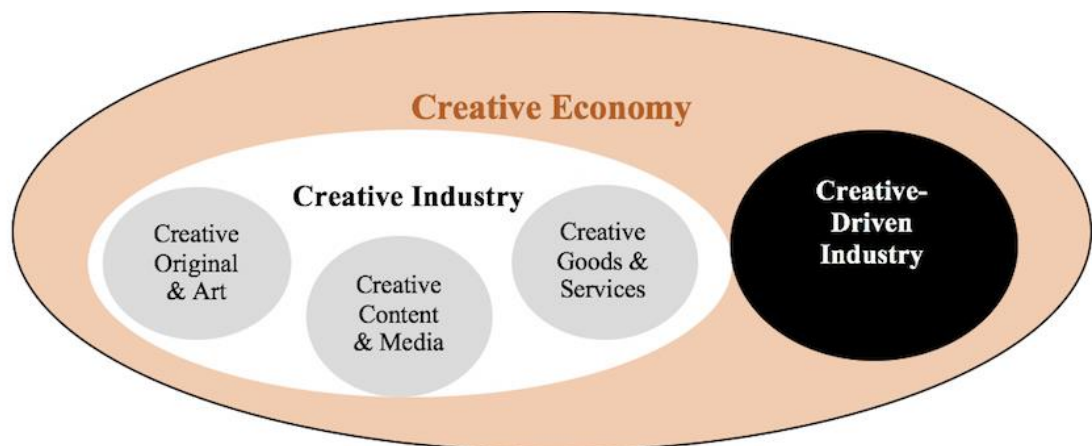 Creative Economy
Creative Industry
Creative
Original
& Art
Creative
Content
& Media
Creative
Goods &
Services
Creative-
Driven
Industry